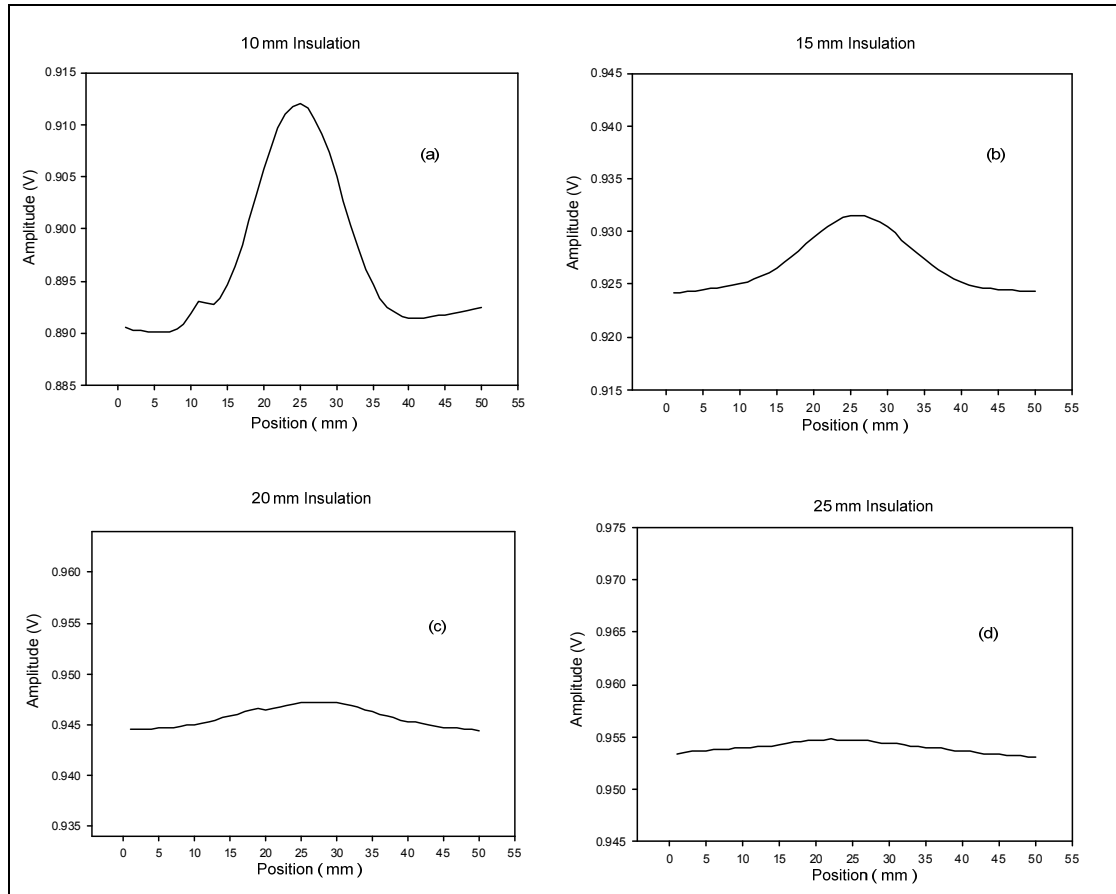 10 mm Insulation
0.915
0.910
0.905
0.900
0.895
0.890
0.885
Amplitude (V)
(a)
0 5 10 15 20 25 30 35 40 45 50 55
Position ( mm )
15 mm Insulation
0.945
0.940
0.935
0.930
0.925
0.920
0.915
Amplitude (V)
(b)
0 5 10 15 20 25 30 35 40 45 50 55
Position ( mm )
20 mm Insulation
0.960
0.955
0.950
0.945
0.940
0.935
Amplitude (V)
(c)
0 5 10 15 20 25 30 35 40 45 50 55
Position ( mm )
25 mm Insulation
0.975
0.970
0.965
0.960
0.955
0.950
0.945
Amplitude (V)
(d)
0 5 10 15 20 25 30 35 40 45 50 55
Position ( mm )